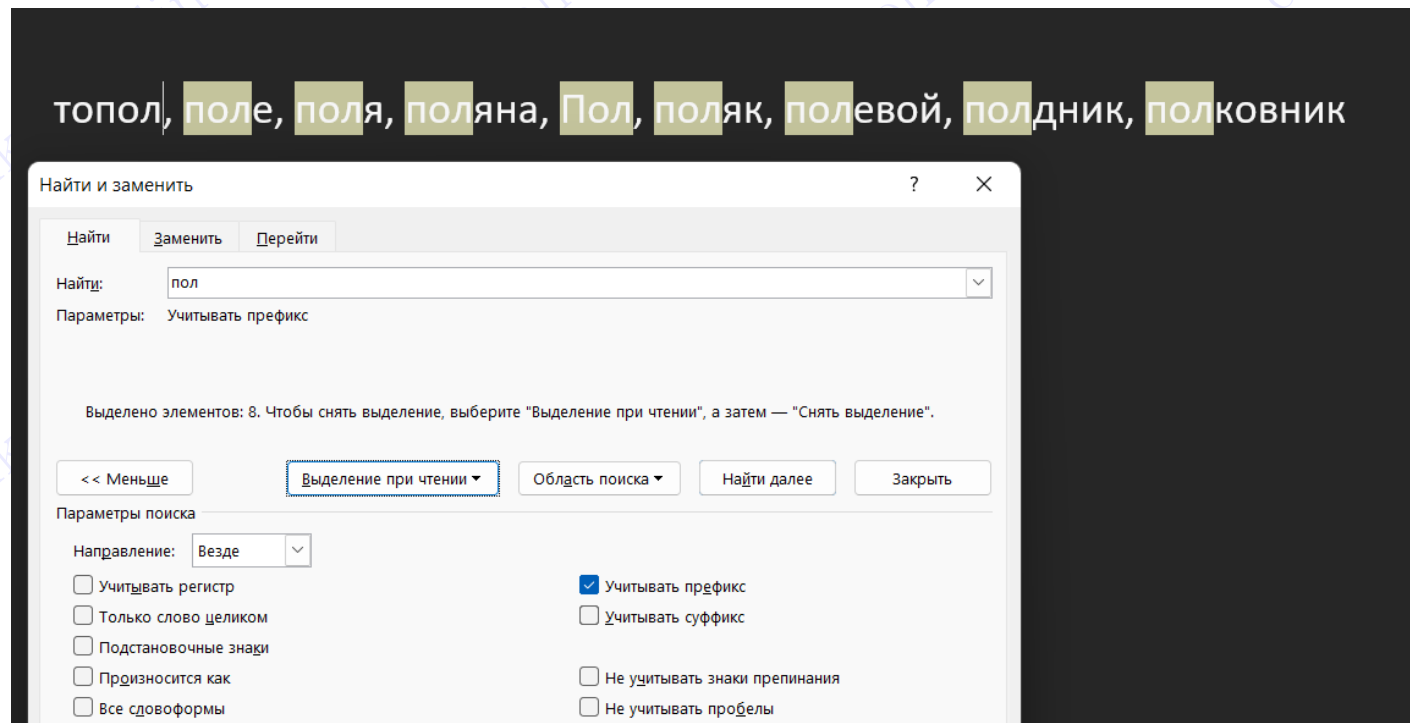 топол, поле, поля, поляна, Пол, поляк, полевой, полдник, полковник
Найти и заменить ?
Найти Заменить Перейти
Найти: пол
Параметры: Учитывать префикс
Выделено элементов: 8. Чтобы снять выделение, выберите "Выделение при чтении", а затем — "Снять выделение".
<< Меньше Выделение при чтении Область поиска Найти далее Закрыть
Параметры поиска
Направление: Везде
Учитывать регистр Учитывать префикс
Только слово целиком Учитывать суффикс
Подстановочные знаки
Произносится как Не учитывать знаки препинания
Все словоформы Не учитывать пробелы